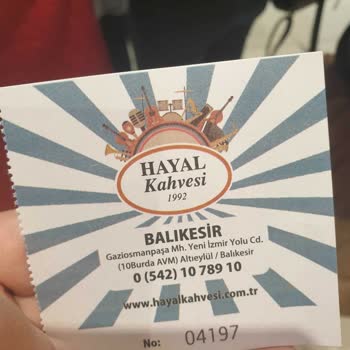 HAYAL
Kahvesi
1992
BALIKESİR
Gaziosmanpaşa Mh. Yeni İzmir Yolu Cd.
(10Burda AVM) Altıeylül / Balıkesir
0 (542) 10 789 10
www.hayalkahvesi.com.tr
No: 04197